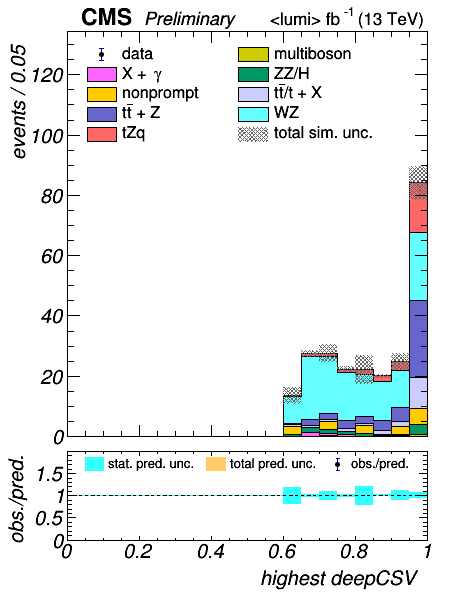 CMS Preliminary <lumi> fb⁻¹ (13 TeV)
events / 0.05
data
X + γ
nonprompt
tt̄ + Z
tZq
multiboson
ZZ/H
tt̄/t + X
WZ
total sim. unc.
120
100
80
60
40
20
0
obs./pred.
stat. pred. unc. total pred. unc. obs./pred.
1.5
1
0.5
0
0 0.2 0.4 0.6 0.8 1
highest deepCSV